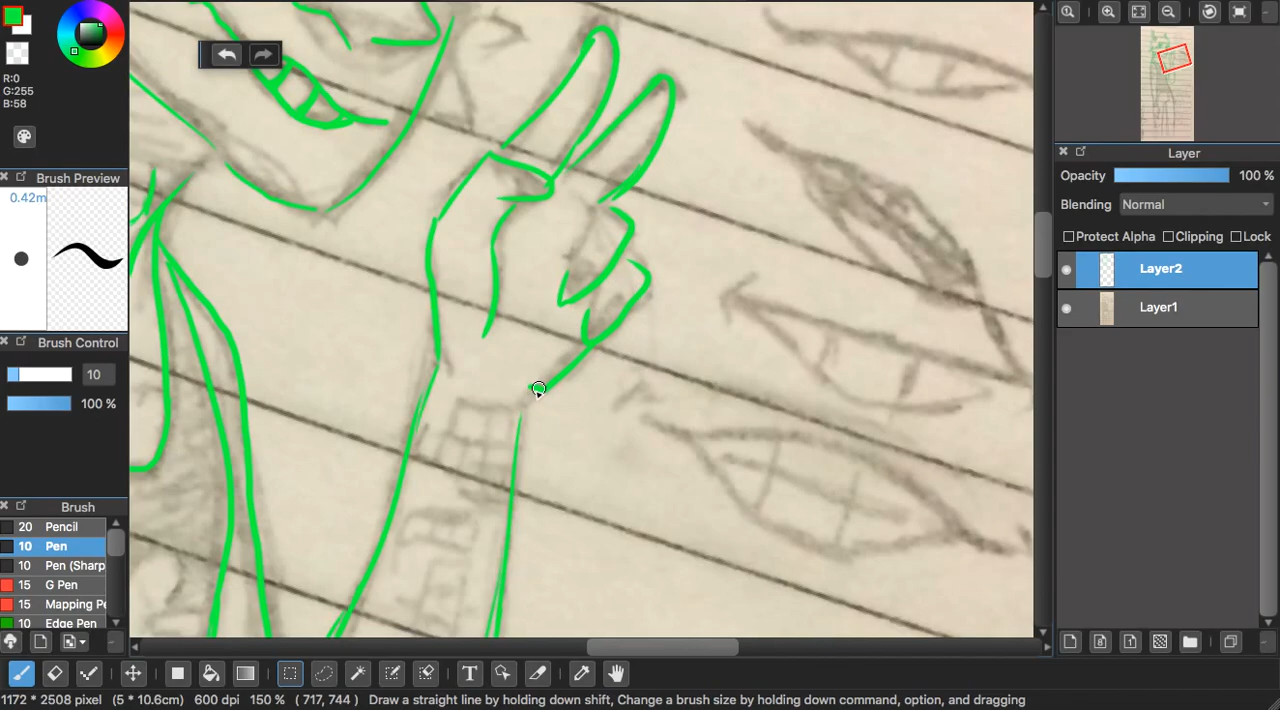 R:0
G:255
B:58
Brush Preview
0.42m
Brush Control
10
100 %
Brush
20 Pencil
10 Pen
10 Pen (Sharp
15 G Pen
15 Mapping Pe
10 Edge Pen
Layer
Opacity 100 %
Blending Normal
Protect Alpha Clipping Lock
Layer2
Layer1
1172 * 2508 pixel (5 * 10.6cm) 600 dpi 150 % ( 717, 744 ) Draw a straight line by holding down shift, Change a brush size by holding down command, option, and dragging